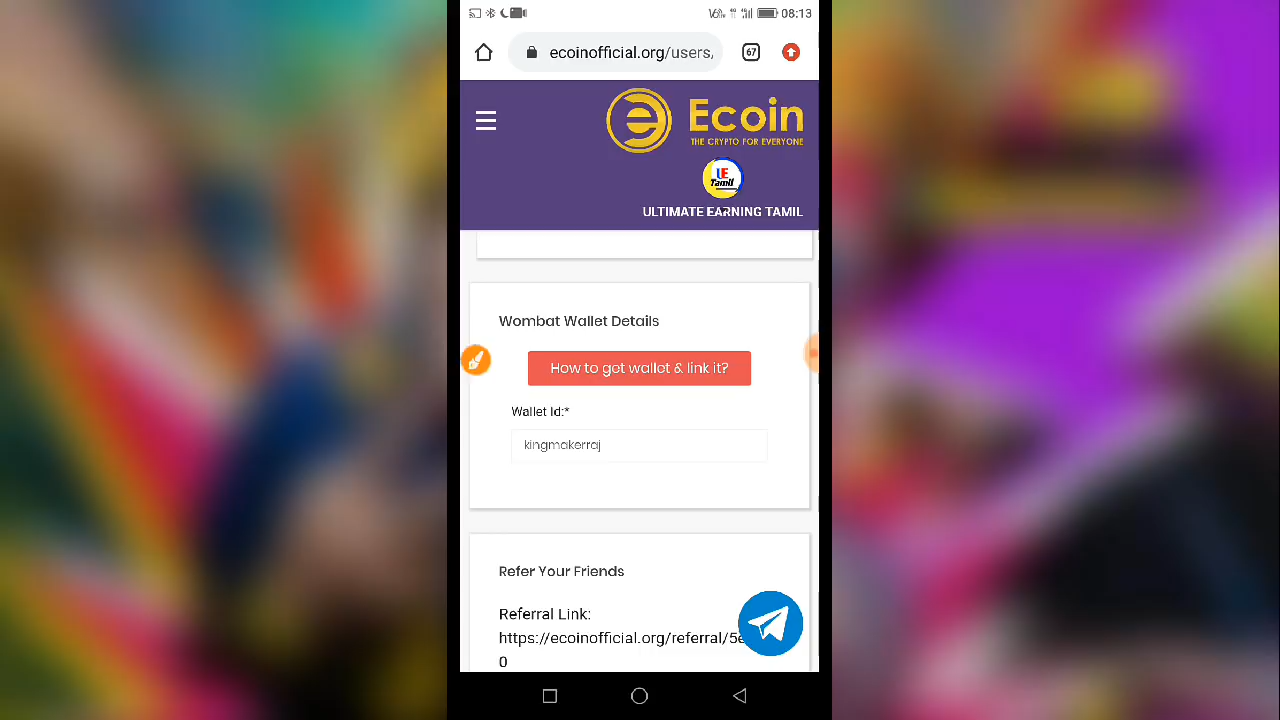 08:13
ecoinofficial.org/users,
67
Ecoin
THE CRYPTO FOR EVERYONE
UE
Tamil
ULTIMATE EARNING TAMIL
Wombat Wallet Details
How to get wallet & link it?
Wallet Id:*
kingmakerraj
Refer Your Friends
Referral Link:
https://ecoinofficial.org/referral/5e
0